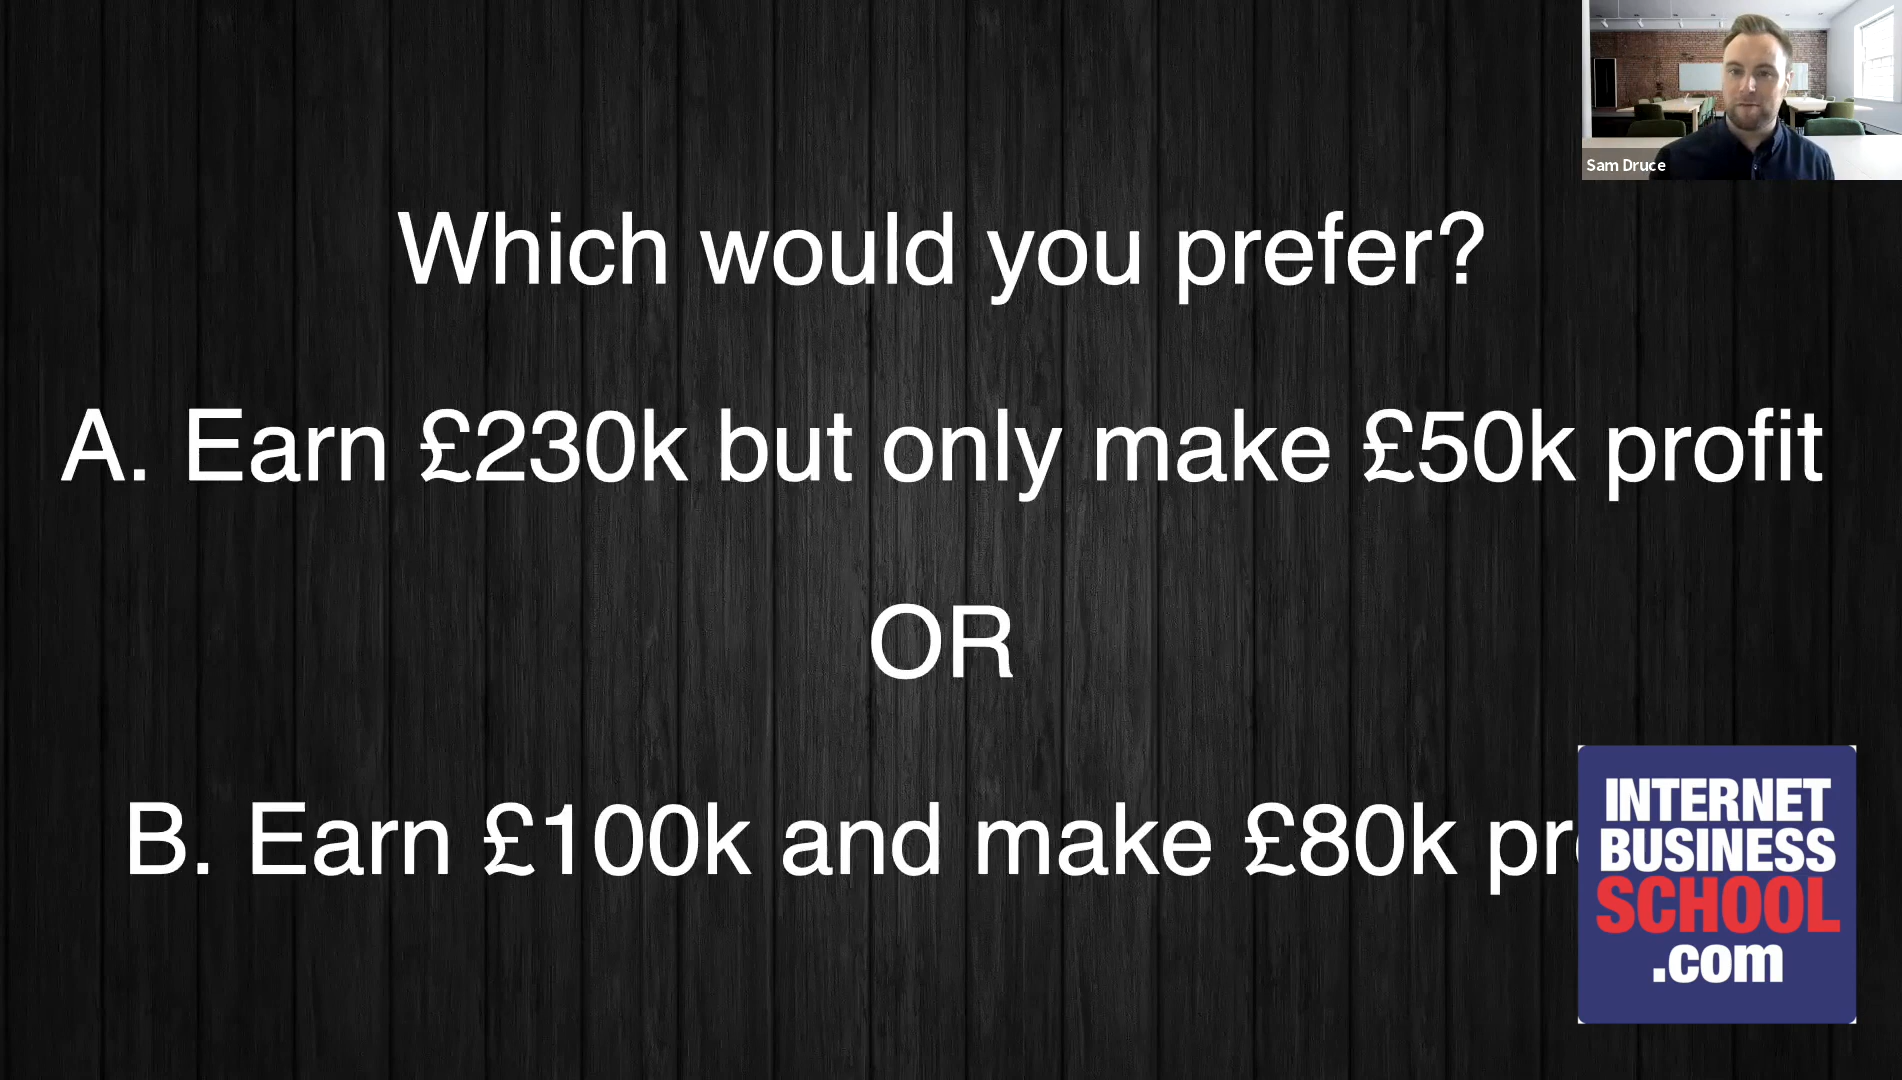 Sam Druce
Which would you prefer?
A. Earn £230k but only make £50k profit
OR
B. Earn £100k and make £80k
INTERNET
BUSINESS
SCHOOL
.com